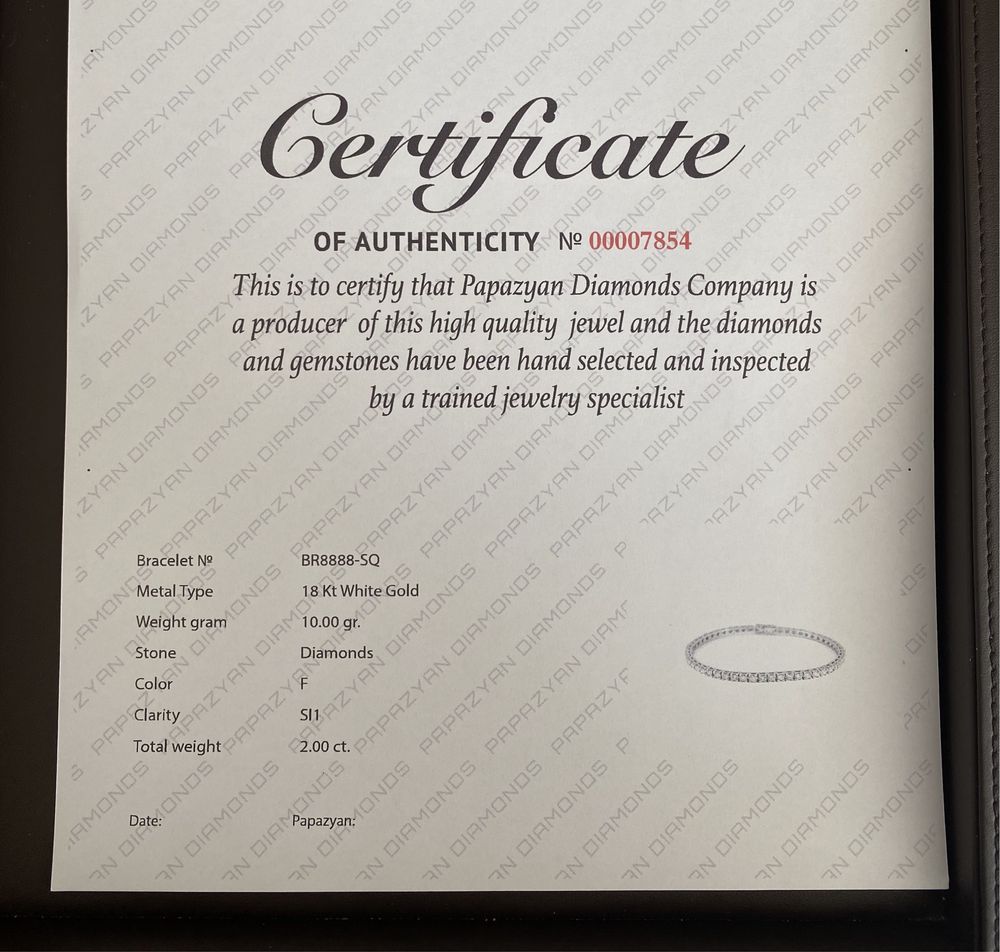 Certificate
OF AUTHENTICITY № 00007854
This is to certify that Papazyan Diamonds Company is
a producer of this high quality jewel and the diamonds
and gemstones have been hand selected and inspected
by a trained jewelry specialist
Bracelet № BR8888-SQ
Metal Type 18 Kt White Gold
Weight gram 10.00 gr.
Stone Diamonds
Color F
Clarity SI1
Total weight 2.00 ct.
Date: Papazyan:
PAPAZYAN DIAMONDS